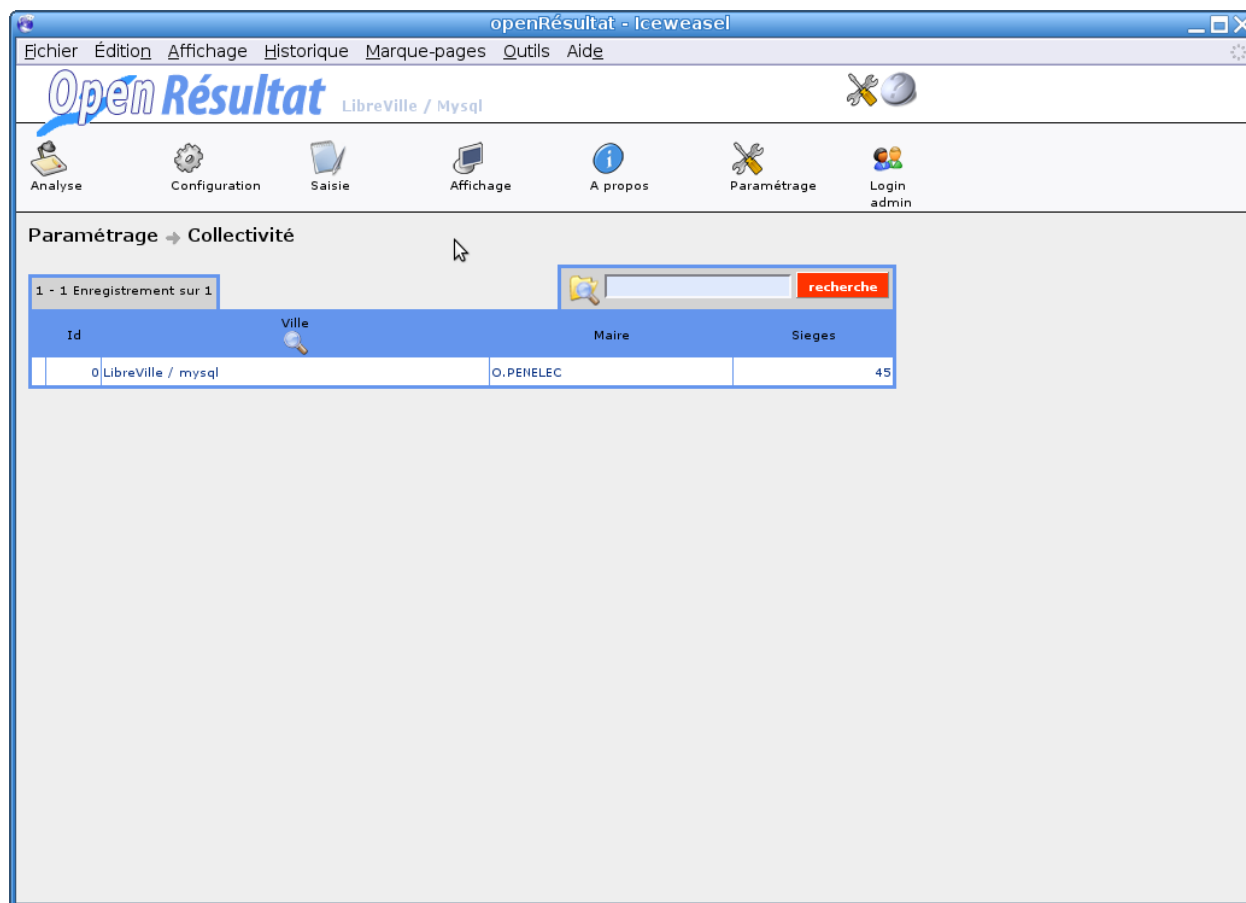 openRésultat - Iceweasel
Fichier Édition Affichage Historique Marque-pages Outils Aide
Open Résultat LibreVille / Mysql
Analyse Configuration Saisie Affichage A propos Paramétrage Login admin
Paramétrage Collectivité
1 - 1 Enregistrement sur 1 recherche
Id Ville Maire Sieges
0 LibreVille / mysql O.PENELEC 45